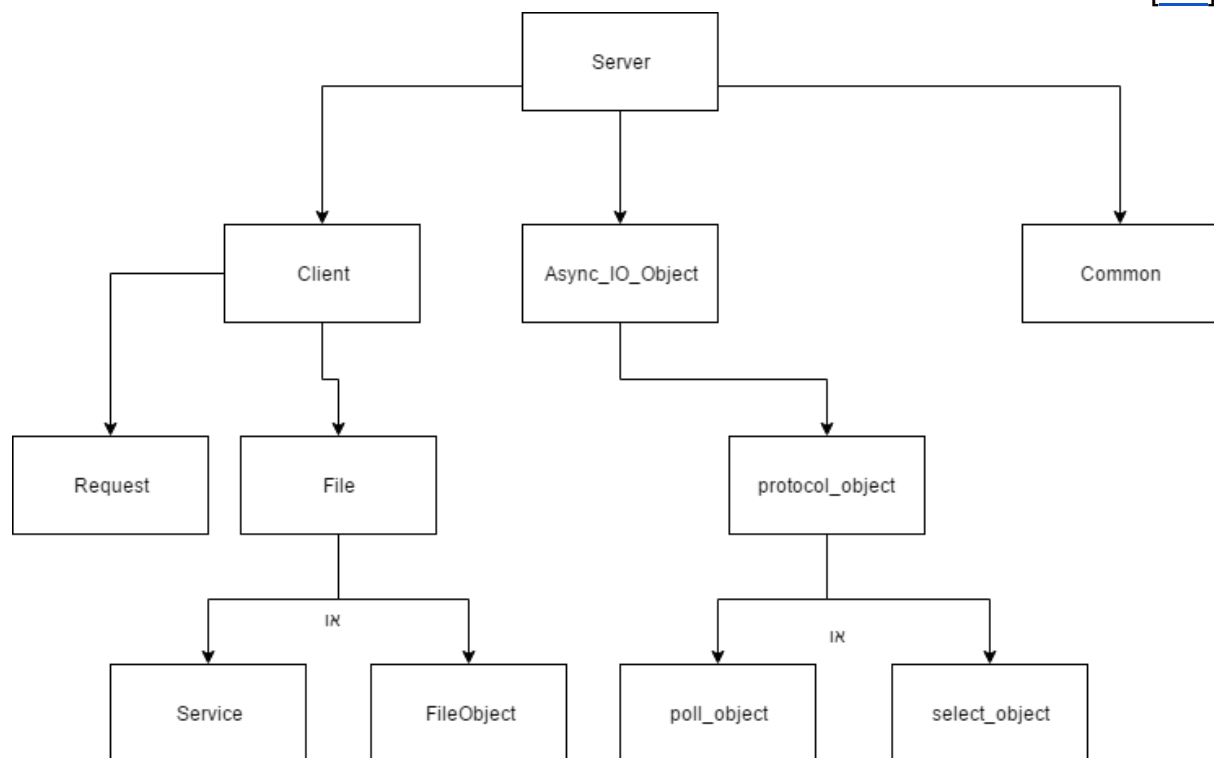 Server
Client
Async_IO_Object
Common
Request
File
protocol_object
או
או
Service
FileObject
poll_object
select_object